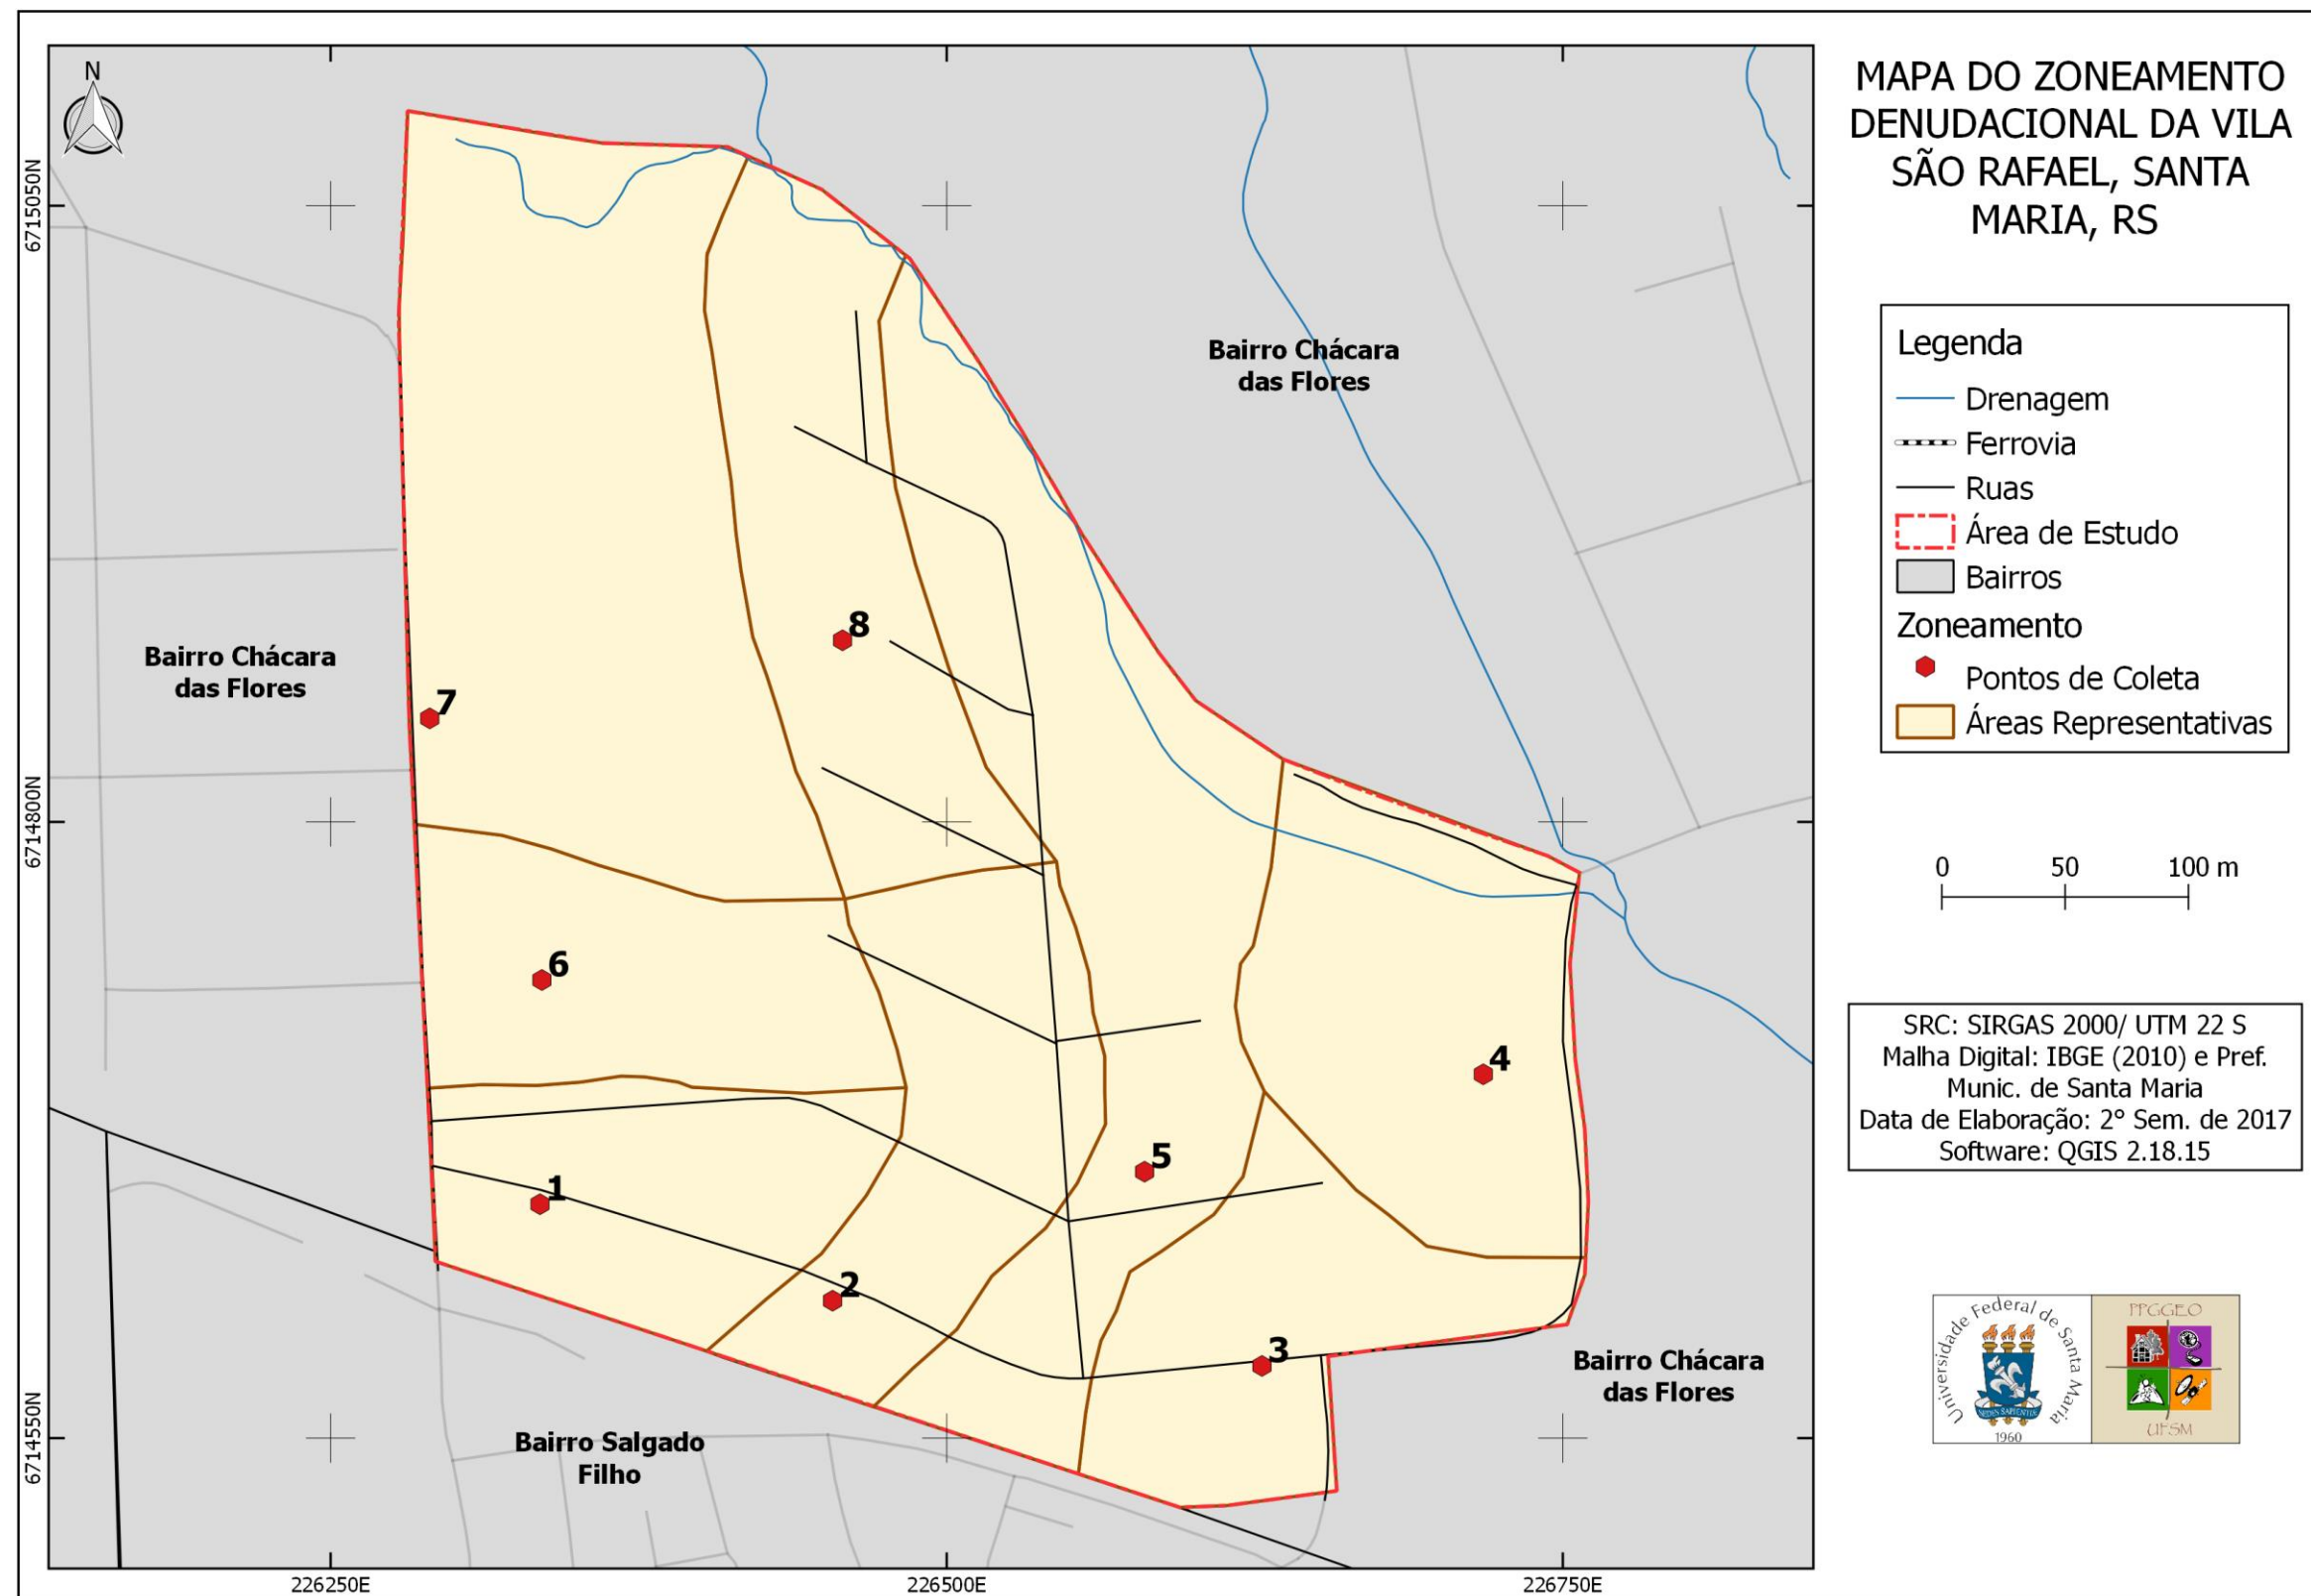 MAPA DO ZONEAMENTO
DENUDACIONAL DA VILA
SÃO RAFAEL, SANTA
MARIA, RS
N
6715050N
6714800N
6714550N
226250E
226500E
226750E
Bairro Chácara
das Flores
Bairro Chácara
das Flores
Bairro Chácara
das Flores
Bairro Salgado
Filho
8
7
6
4
5
1
2
3
Legenda
Drenagem
Ferrovia
Ruas
Área de Estudo
Bairros
Zoneamento
Pontos de Coleta
Áreas Representativas
0 50 100 m
SRC: SIRGAS 2000/ UTM 22 S
Malha Digital: IBGE (2010) e Pref.
Munic. de Santa Maria
Data de Elaboração: 2° Sem. de 2017
Software: QGIS 2.18.15
Universidade Federal de Santa Maria
SEDES SAPIENTIAE
1960
PPGGEO
UFSM